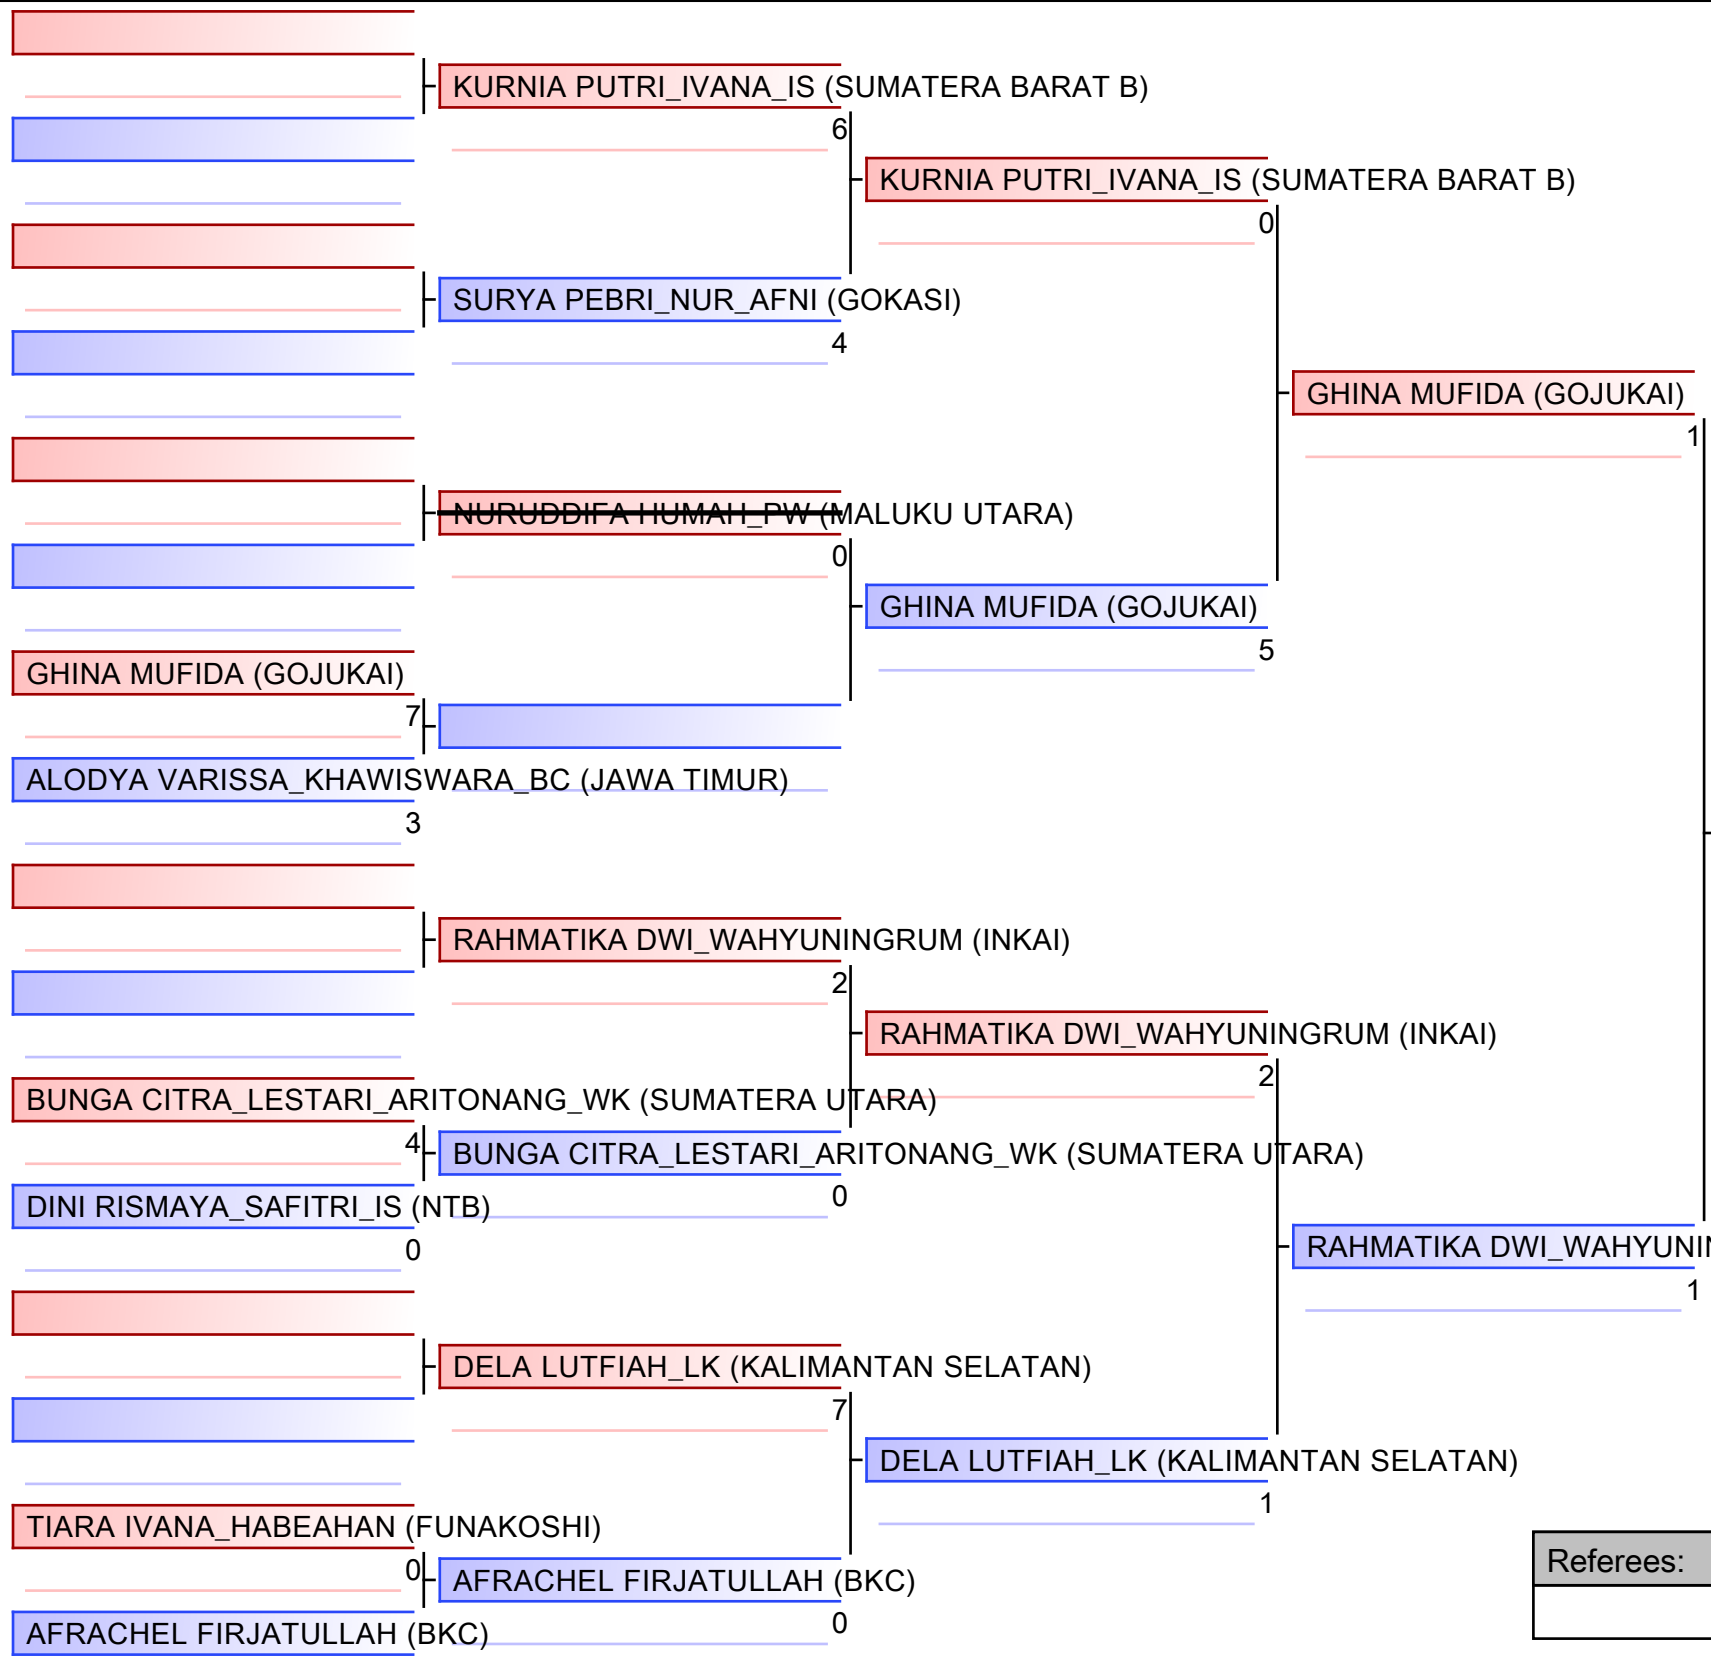 KURNIA PUTRI_IVANA_IS (SUMATERA BARAT B)
6
KURNIA PUTRI_IVANA_IS (SUMATERA BARAT B)
0
SURYA PEBRI_NUR_AFNI (GOKASI)
4
GHINA MUFIDA (GOJUKAI)
1
NURUDDIFA HUMAH_PW (MALUKU UTARA)
0
GHINA MUFIDA (GOJUKAI)
5
GHINA MUFIDA (GOJUKAI)
7
ALODYA VARISSA_KHAWISWARA_BC (JAWA TIMUR)
3
RAHMATIKA DWI_WAHYUNINGRUM (INKAI)
2
RAHMATIKA DWI_WAHYUNINGRUM (INKAI)
2
BUNGA CITRA_LESTARI_ARITONANG_WK (SUMATERA UTARA)
4
BUNGA CITRA_LESTARI_ARITONANG_WK (SUMATERA UTARA)
0
DINI RISMAYA_SAFITRI_IS (NTB)
0
RAHMATIKA DWI_WAHYUNI
1
DELA LUTFIAH_LK (KALIMANTAN SELATAN)
7
DELA LUTFIAH_LK (KALIMANTAN SELATAN)
1
TIARA IVANA_HABEAHAN (FUNAKOSHI)
0
AFRACHEL FIRJATULLAH (BKC)
0
AFRACHEL FIRJATULLAH (BKC)
Referees: